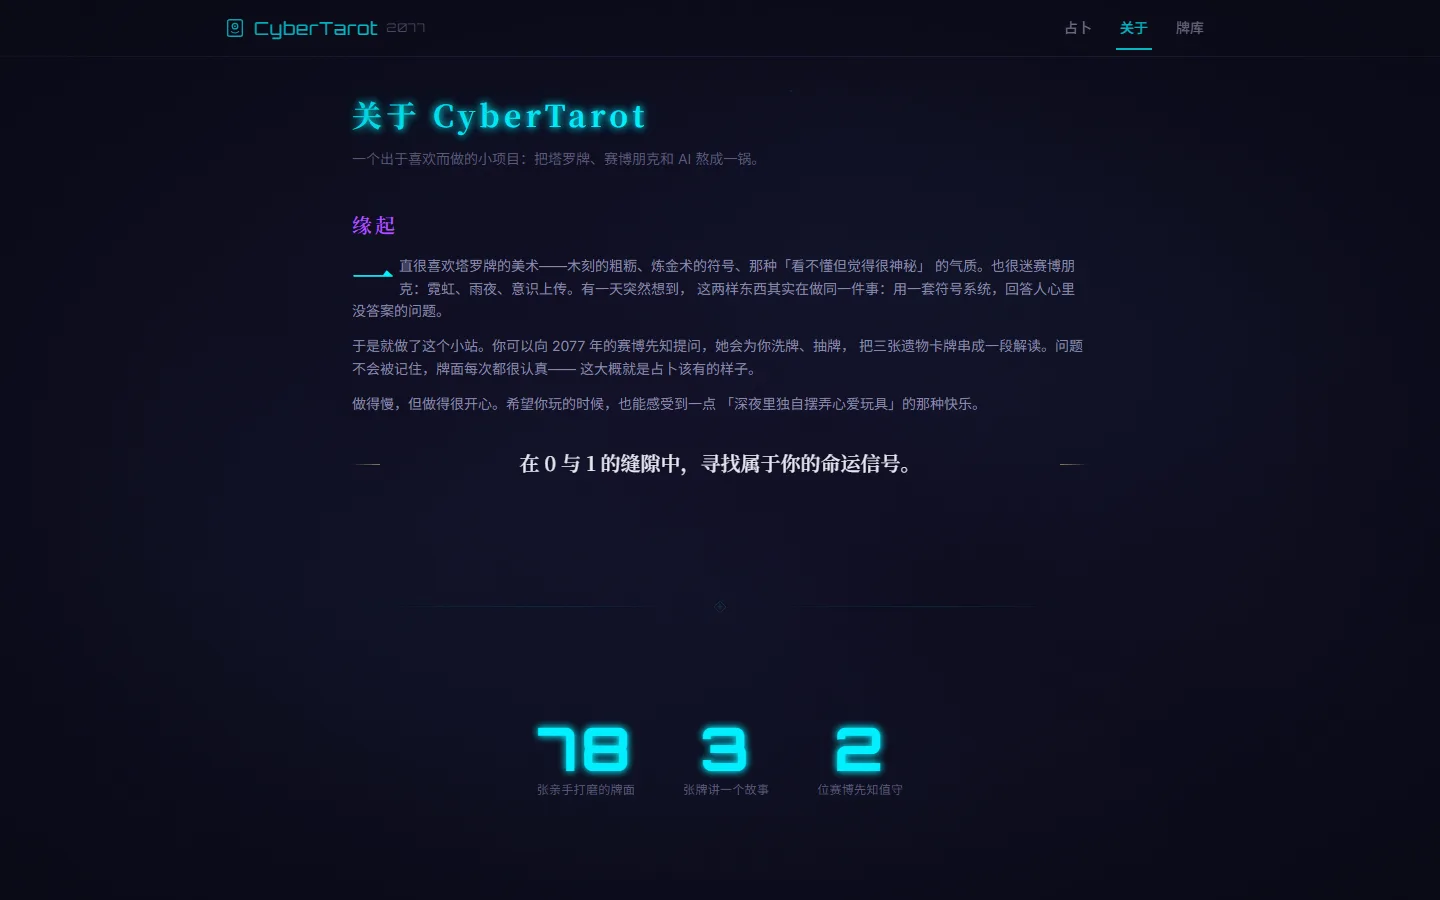 CyberTarot 2077
占卜 关于 牌库
关于 CyberTarot
一个出于喜欢而做的小项目：把塔罗牌、赛博朋克和 AI 熬成一锅。
缘起
一直很喜欢塔罗牌的美术——木刻的粗粝、炼金术的符号、那种「看不懂但觉得很神秘」 的气质。也很迷赛博朋
克：霓虹、雨夜、意识上传。有一天突然想到， 这两样东西其实在做同一件事：用一套符号系统，回答人心里
没答案的问题。
于是就做了这个小站。你可以向 2077 年的赛博先知提问，她会为你洗牌、抽牌， 把三张遗物卡牌串成一段解读。问题
不会被记住，牌面每次都很认真—— 这大概就是占卜该有的样子。
做得慢，但做得很开心。希望你玩的时候，也能感受到一点 「深夜里独自摆弄心爱玩具」的那种快乐。
在 0 与 1 的缝隙中，寻找属于你的命运信号。
78 3 2
张亲手打磨的牌面 张牌讲一个故事 位赛博先知值守